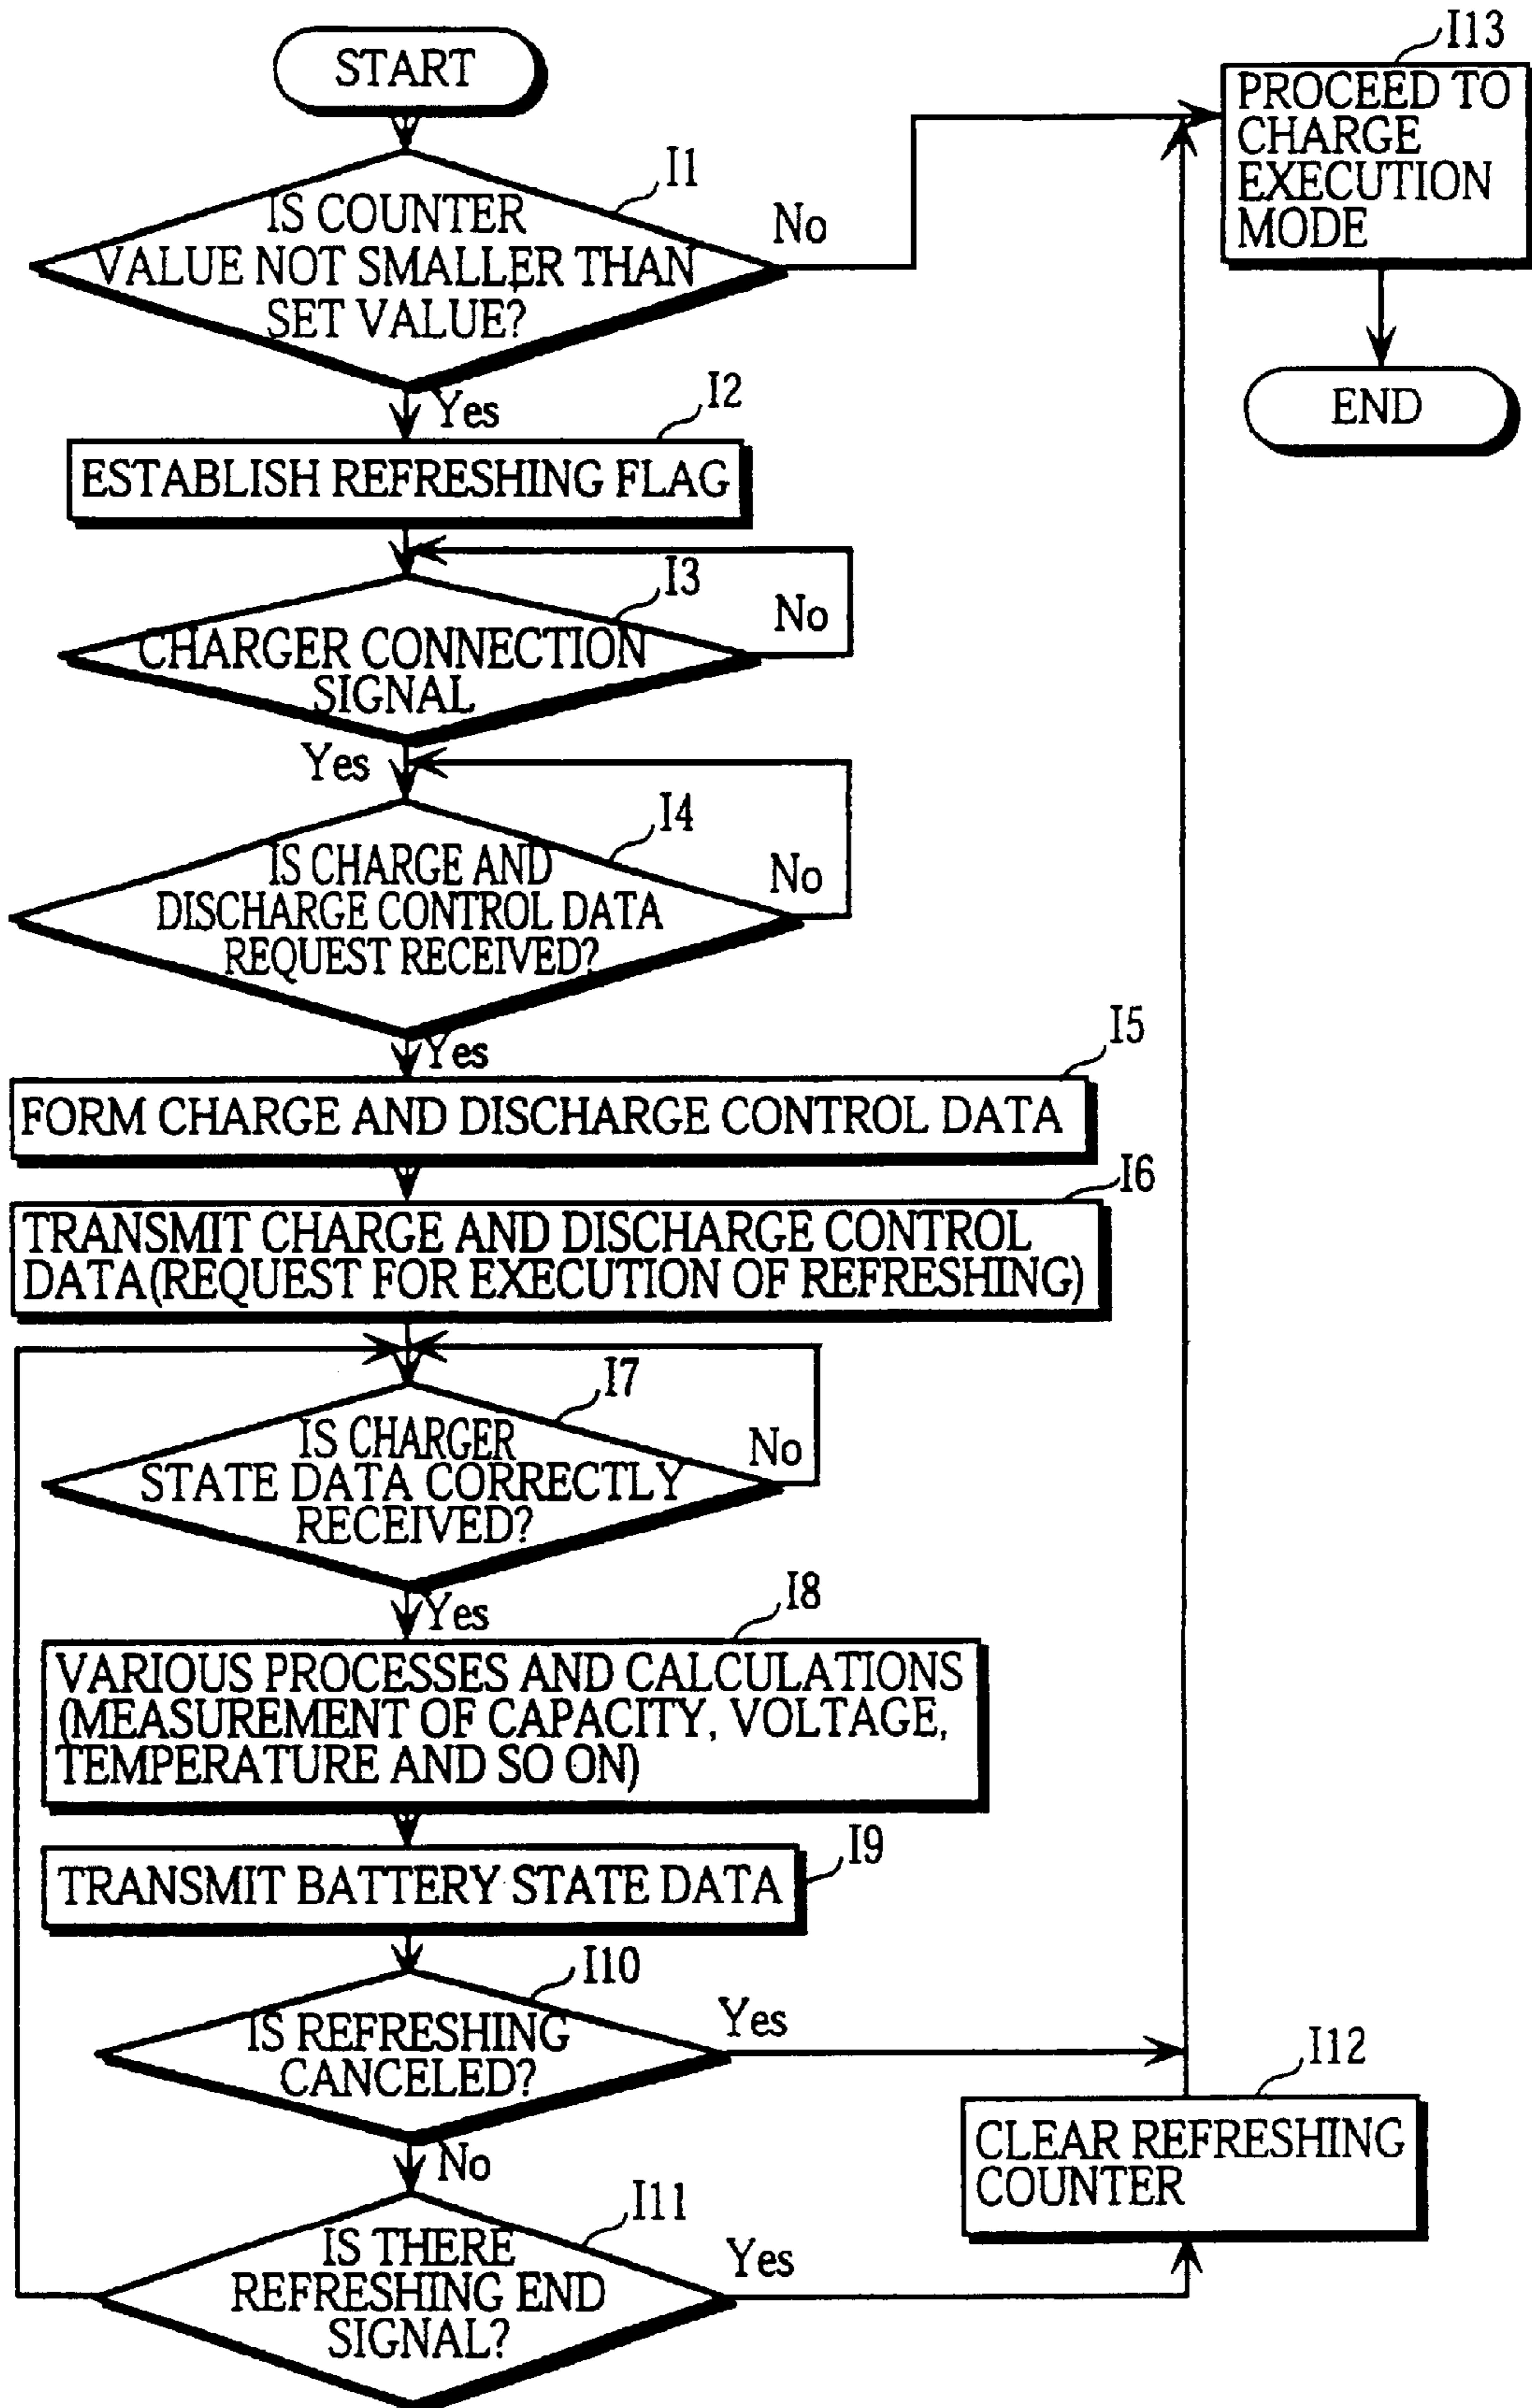 START
I1
IS COUNTER
VALUE NOT SMALLER THAN
SET VALUE?
No
Yes
I2
ESTABLISH REFRESHING FLAG
I3
CHARGER CONNECTION
SIGNAL
No
Yes
I4
IS CHARGE AND
DISCHARGE CONTROL DATA
REQUEST RECEIVED?
No
Yes
I5
FORM CHARGE AND DISCHARGE CONTROL DATA
I6
TRANSMIT CHARGE AND DISCHARGE CONTROL
DATA(REQUEST FOR EXECUTION OF REFRESHING)
I7
IS CHARGER
STATE DATA CORRECTLY
RECEIVED?
No
Yes
I8
VARIOUS PROCESSES AND CALCULATIONS
(MEASUREMENT OF CAPACITY, VOLTAGE,
TEMPERATURE AND SO ON)
I9
TRANSMIT BATTERY STATE DATA
I10
IS REFRESHING
CANCELED?
Yes
No
I11
IS THERE
REFRESHING END
SIGNAL?
Yes
I12
CLEAR REFRESHING
COUNTER
I13
PROCEED TO
CHARGE
EXECUTION
MODE
END